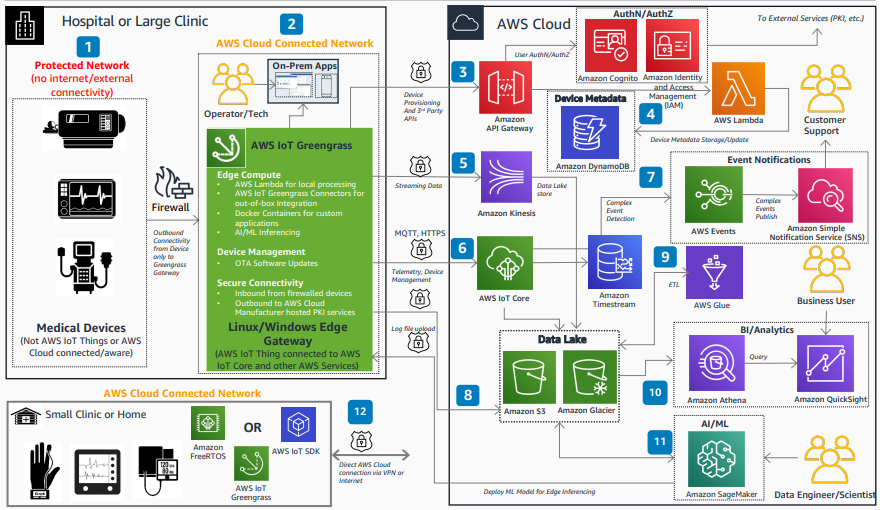 Hospital or Large Clinic
1
Protected Network
(no internet/external
connectivity)
Medical Devices
(Not AWS IoT Things or AWS
Cloud connected/aware)
Firewall
Outbound
Connectivity
from Device
only to
Greengrass
Gateway
2
AWS Cloud Connected Network
Operator/Tech
On-Prem Apps
AWS IoT Greengrass
Edge Compute
• AWS Lambda for local processing
• AWS IoT Greengrass Connectors for
out-of-box Integration
• Docker Containers for custom
applications
• AI/ML Inferencing
Device Management
• OTA Software Updates
Secure Connectivity
• Inbound from firewalled devices
• Outbound to AWS Cloud
Manufacturer hosted PKI services
Linux/Windows Edge
Gateway
(AWS IoT Thing connected to AWS
IoT Core and other AWS Services)
Device
Provisioning
And 3rd Party
APIs
Streaming Data
MQTT, HTTPS
Telemetry, Device
Management
Log file upload
AWS Cloud Connected Network
Small Clinic or Home
120
80
Amazon
FreeRTOS
OR
AWS IoT SDK
AWS IoT
Greengrass
12
Direct AWS Cloud
connection via VPN or
Internet
AWS Cloud
AuthN/AuthZ
Amazon Cognito
Amazon Identity
and Access
Management
(IAM)
To External Services (PKI, etc.)
User AuthN/AuthZ
3
Amazon
API Gateway
Device Metadata
Amazon DynamoDB
4
AWS Lambda
Device Metadata Storage/Update
Customer
Support
5
Amazon Kinesis
Data Lake
store
Complex
Event
Detection
7
Event Notifications
AWS Events
Complex
Events
Publish
Amazon Simple
Notification Service (SNS)
6
AWS IoT Core
Amazon
Timestream
9
ETL
AWS Glue
Business User
8
Data Lake
Amazon S3
Amazon Glacier
10
BI/Analytics
Amazon Athena
Query
Amazon QuickSight
11
AI/ML
Amazon SageMaker
Data Engineer/Scientist
Deploy ML Model for Edge Inferencing